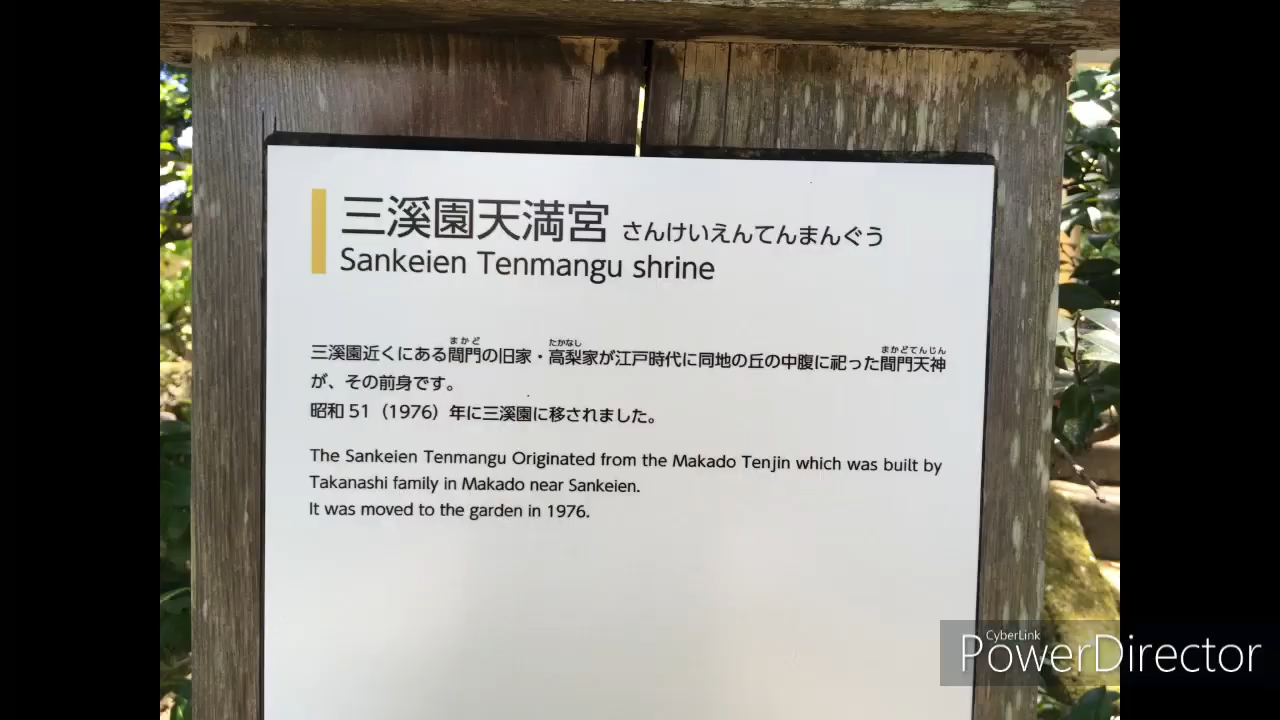 三溪園天満宮 さんけいえんてんまんぐう
Sankeien Tenmangu shrine
まかど たかなし まかどてんじん
三溪園近くにある間門の旧家・高梨家が江戸時代に同地の丘の中腹に祀った間門天神
が、その前身です。
昭和 51（1976）年に三溪園に移されました。
The Sankeien Tenmangu Originated from the Makado Tenjin which was built by
Takanashi family in Makado near Sankeien.
It was moved to the garden in 1976.
CyberLink
PowerDirector